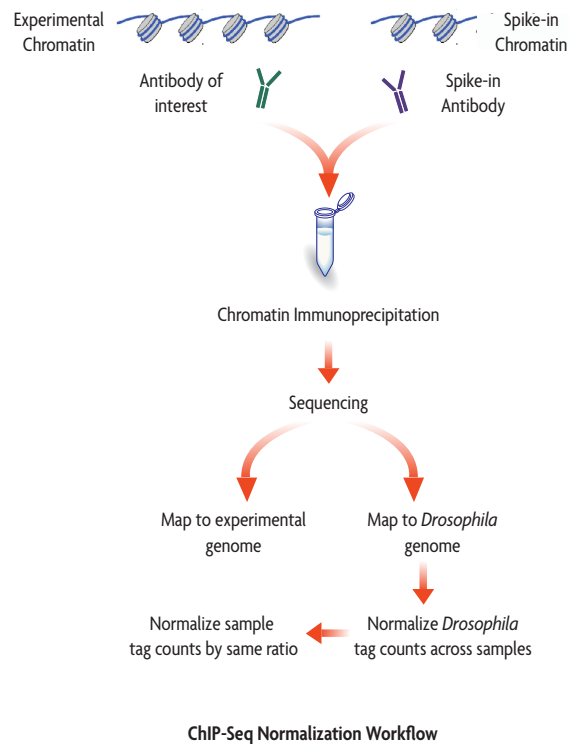 Experimental
Chromatin
Spike-in
Chromatin
Antibody of
interest
Spike-in
Antibody
Chromatin Immunoprecipitation
Sequencing
Map to experimental
genome
Map to Drosophila
genome
Normalize sample
tag counts by same ratio
Normalize Drosophila
tag counts across samples
ChIP-Seq Normalization Workflow